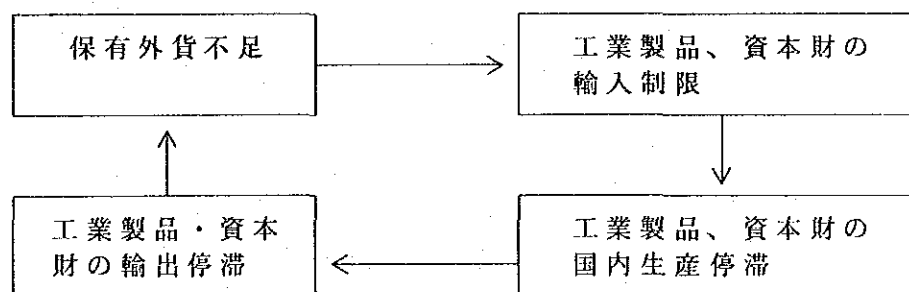 保有外貨不足
工業製品、資本財の
輸入制限
工業製品・資本
財の輸出停滞
工業製品、資本財の
国内生産停滞